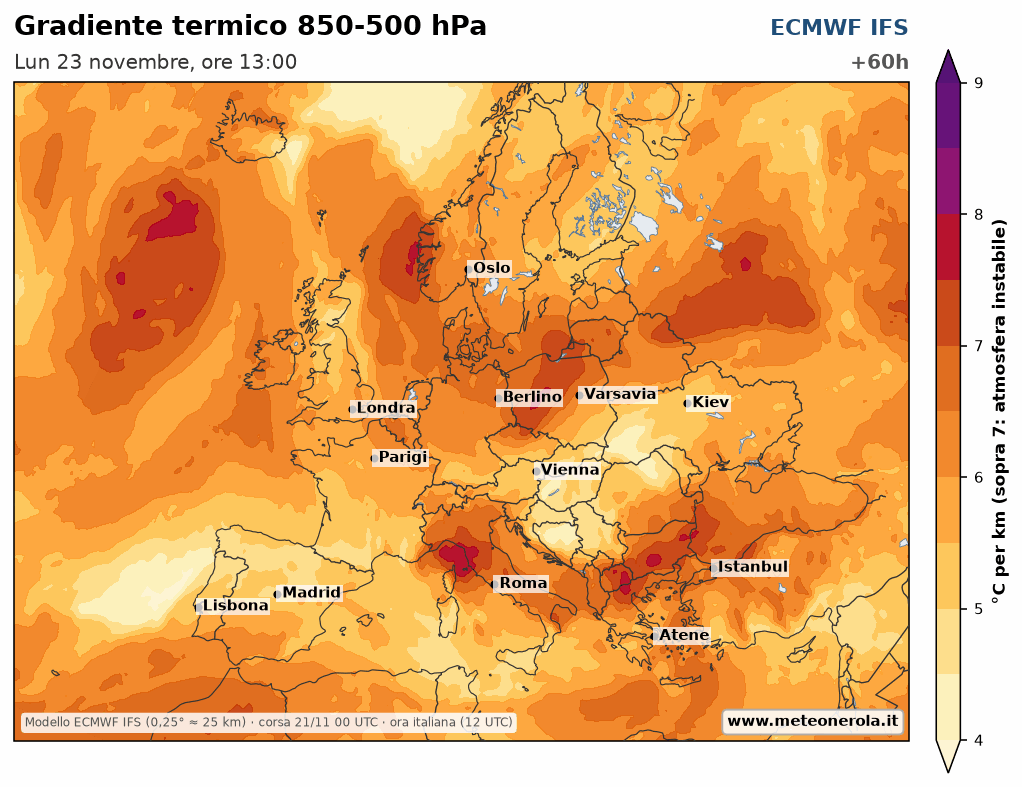 Gradiente termico 850-500 hPa
ECMWF IFS
Lun 23 novembre, ore 13:00
+60h
Oslo
Berlino
Varsavia
Kiev
Londra
Parigi
Vienna
Istanbul
Roma
Madrid
Lisbona
Atene
9
8
7
6
5
4
°C per km (sopra 7: atmosfera instabile)
Modello ECMWF IFS (0,25° ≈ 25 km) · corsa 21/11 00 UTC · ora italiana (12 UTC)
www.meteonerola.it